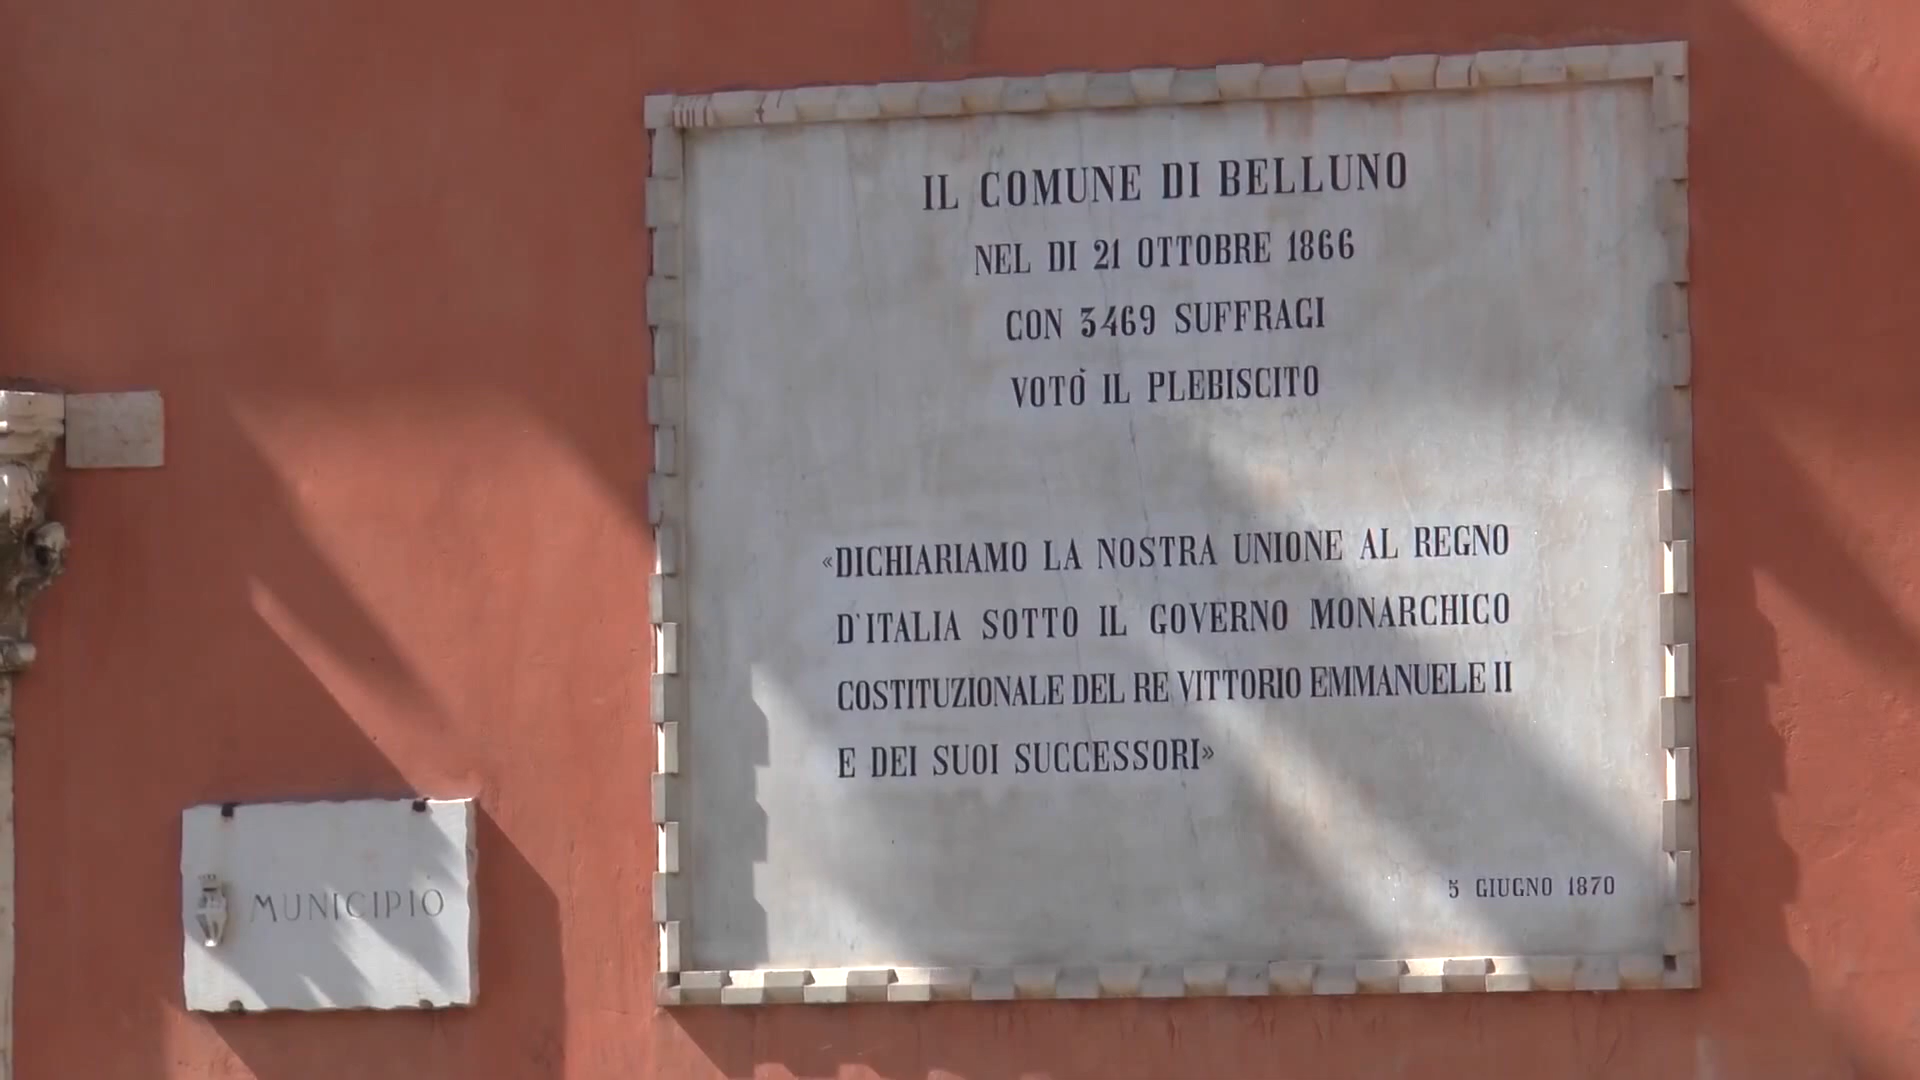 IL COMUNE DI BELLUNO
NEL DI 21 OTTOBRE 1866
CON 3469 SUFFRAGI
VOTÒ IL PLEBISCITO
«DICHIARIAMO LA NOSTRA UNIONE AL REGNO
D'ITALIA SOTTO IL GOVERNO MONARCHICO
COSTITUZIONALE DEL RE VITTORIO EMMANUELE II
E DEI SUOI SUCCESSORI»
5 GIUGNO 1870
MUNICIPIO